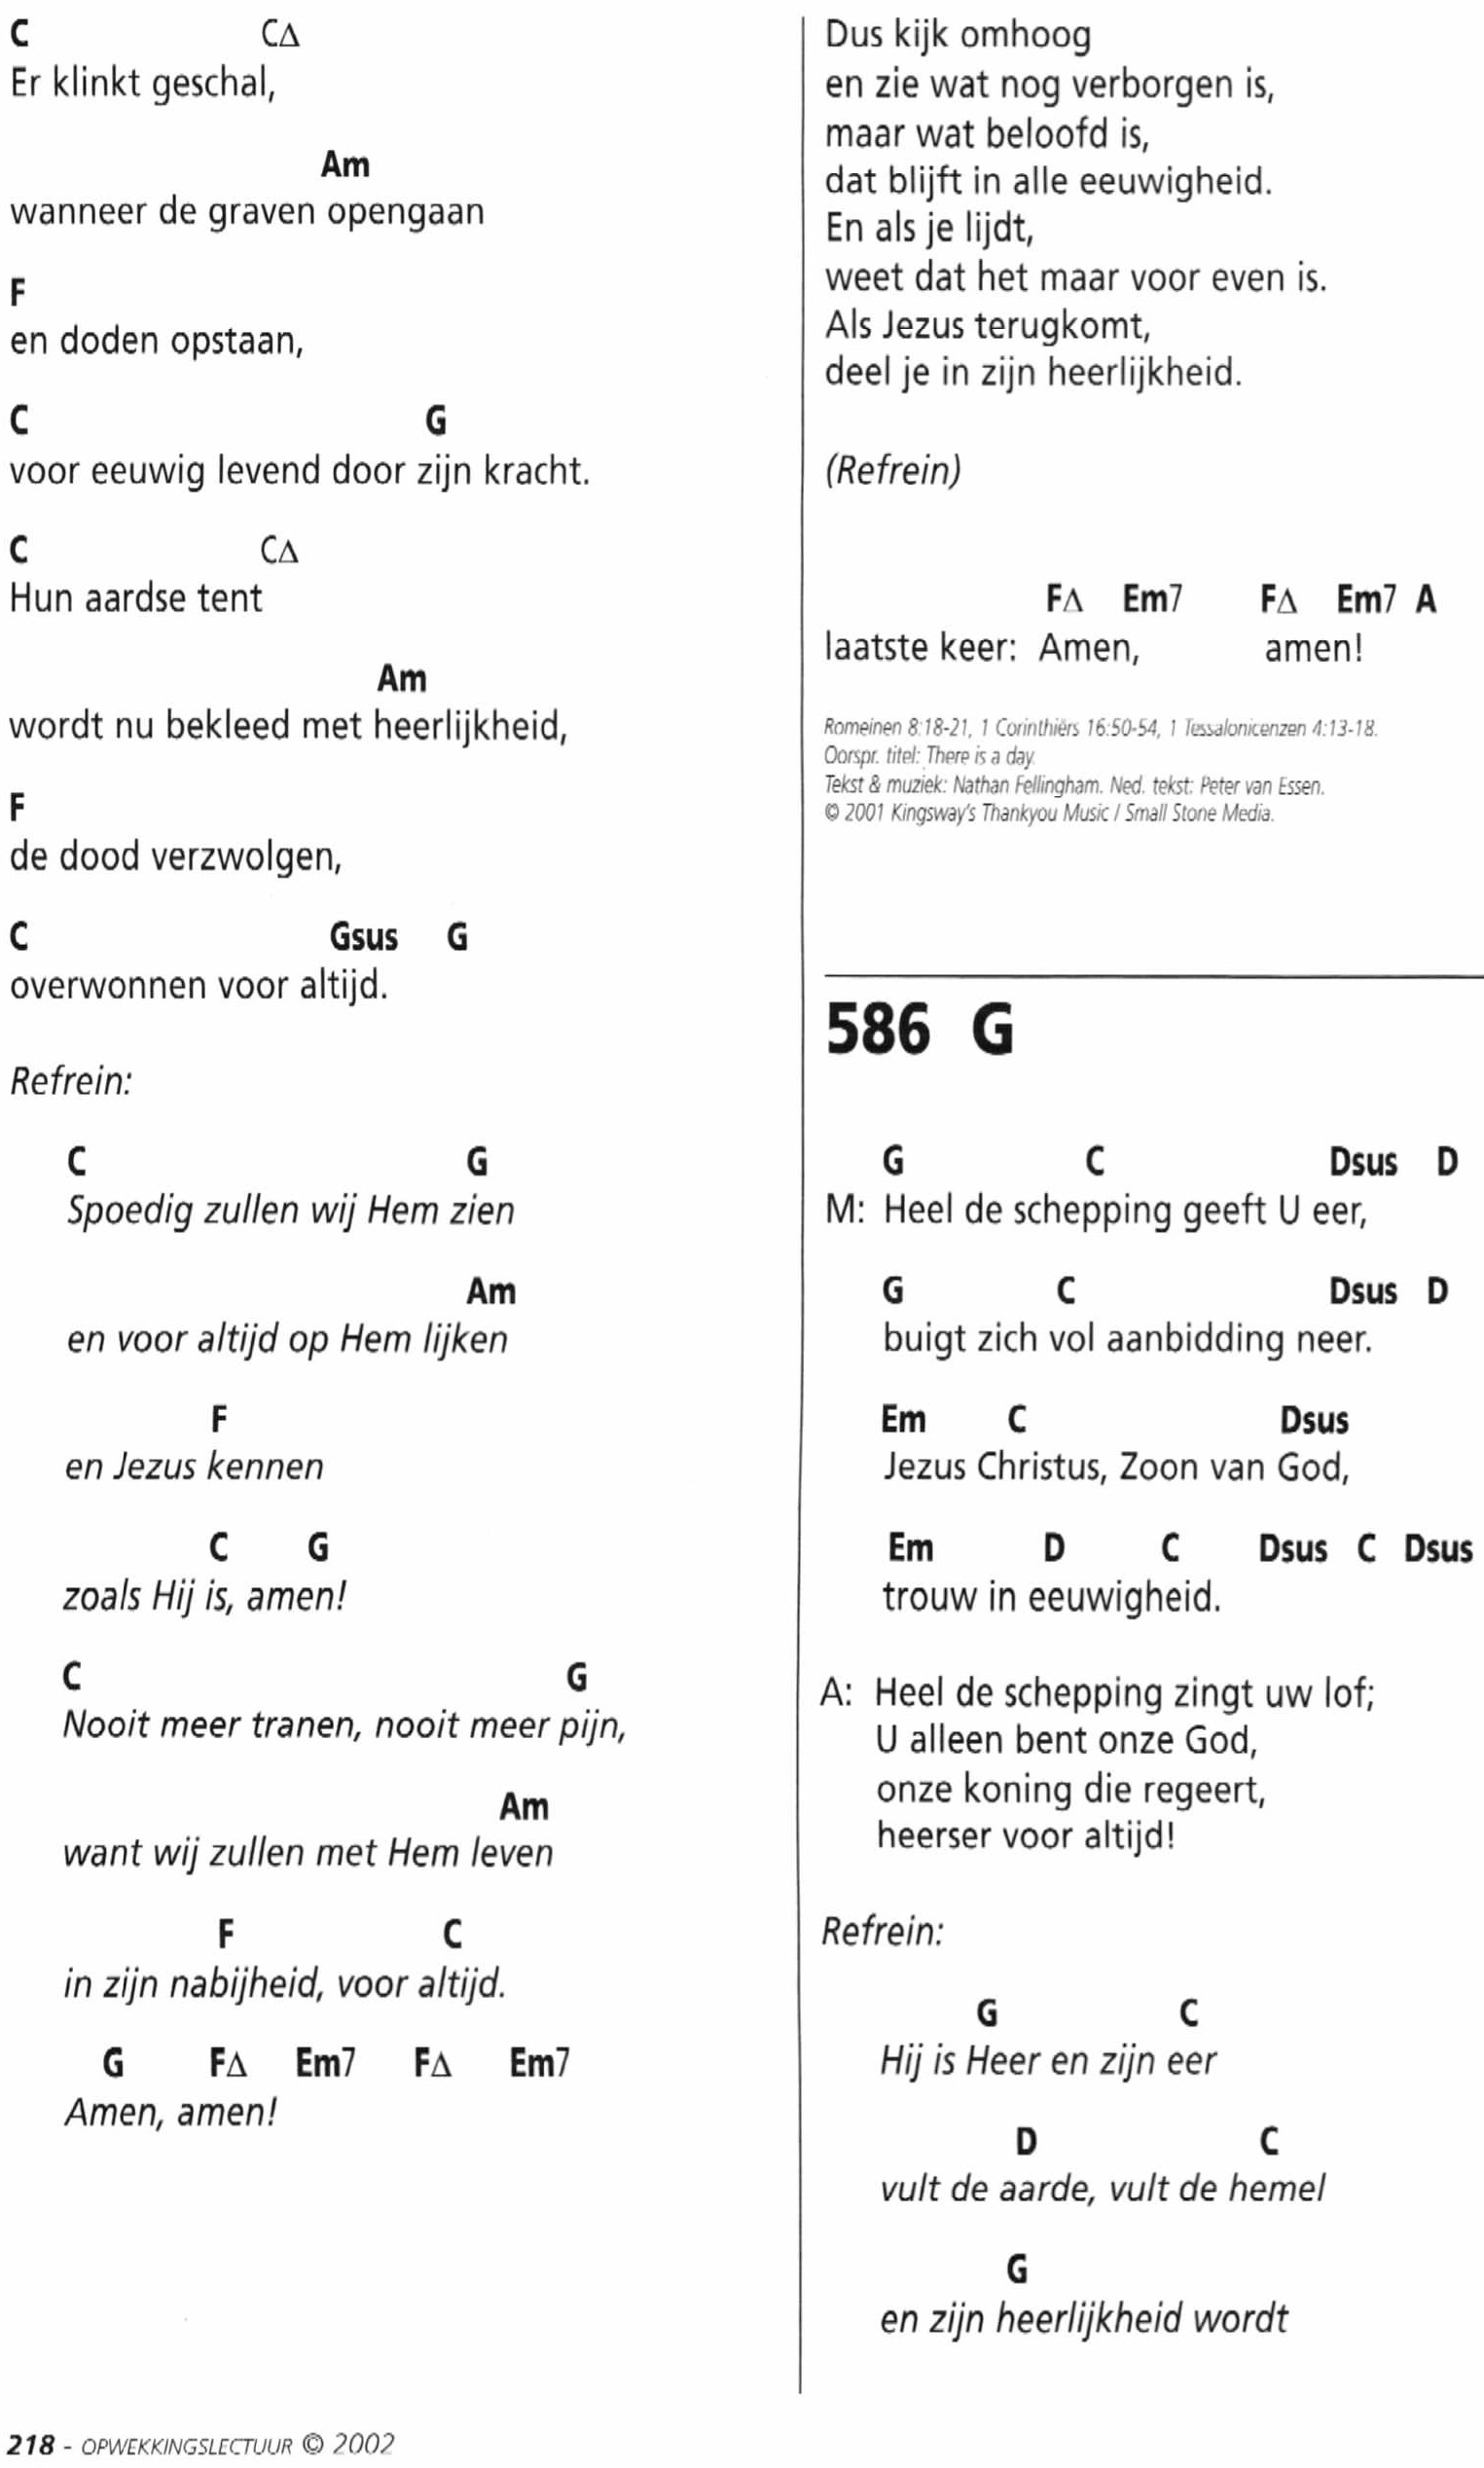 C CΔ
Er klinkt geschal,
Am
wanneer de graven opengaan
F
en doden opstaan,
C G
voor eeuwig levend door zijn kracht.
C CΔ
Hun aardse tent
Am
wordt nu bekleed met heerlijkheid,
F
de dood verzwolgen,
C Gsus G
overwonnen voor altijd.
Refrein:
C G
Spoedig zullen wij Hem zien
Am
en voor altijd op Hem lijken
F
en Jezus kennen
C G
zoals Hij is, amen!
C G
Nooit meer tranen, nooit meer pijn,
Am
want wij zullen met Hem leven
F C
in zijn nabijheid, voor altijd.
G FΔ Em7 FΔ Em7
Amen, amen!
218 - OPWEKKINGSLECTUUR © 2002
Dus kijk omhoog
en zie wat nog verborgen is,
maar wat beloofd is,
dat blijft in alle eeuwigheid.
En als je lijdt,
weet dat het maar voor even is.
Als Jezus terugkomt,
deel je in zijn heerlijkheid.
(Refrein)
FΔ Em7 FΔ Em7 A
laatste keer: Amen, amen!
Romeinen 8:18-21, 1 Corinthiërs 16:50-54, 1 Tessalonicenzen 4:13-18.
Oorspr. titel: There is a day.
Tekst & muziek: Nathan Fellingham. Ned. tekst: Peter van Essen.
© 2001 Kingsway's Thankyou Music / Small Stone Media.
586 G
G C Dsus D
M: Heel de schepping geeft U eer,
G C Dsus D
buigt zich vol aanbidding neer.
Em C Dsus
Jezus Christus, Zoon van God,
Em D C Dsus C Dsus
trouw in eeuwigheid.
A: Heel de schepping zingt uw lof;
U alleen bent onze God,
onze koning die regeert,
heerser voor altijd!
Refrein:
G C
Hij is Heer en zijn eer
D C
vult de aarde, vult de hemel
G
en zijn heerlijkheid wordt